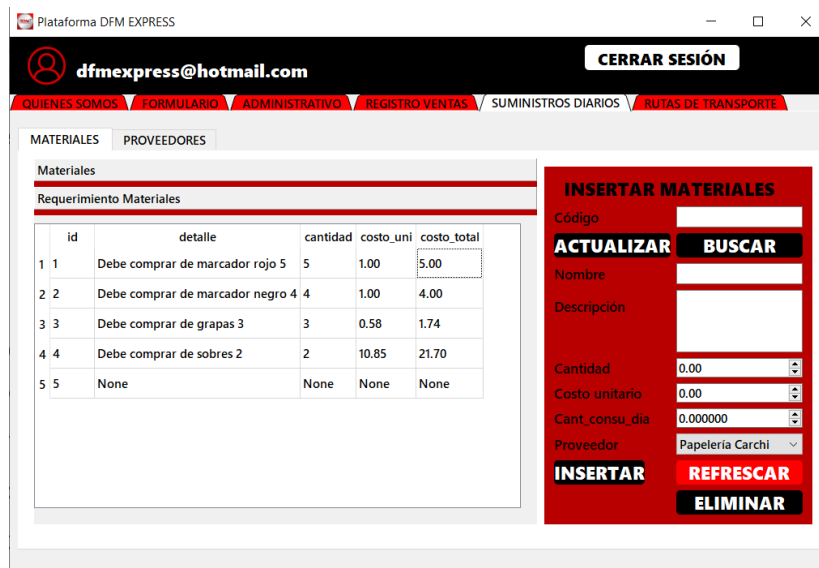 Plataforma DFM EXPRESS
dfmexpress@hotmail.com
CERRAR SESIÓN
QUIENES SOMOS FORMULARIO ADMINISTRATIVO REGISTRO VENTAS SUMINISTROS DIARIOS RUTAS DE TRANSPORTE
MATERIALES PROVEEDORES
Materiales
Requerimiento Materiales
id detalle cantidad costo_uni costo_total
1 1 Debe comprar de marcador rojo 5 5 1.00 5.00
2 2 Debe comprar de marcador negro 4 4 1.00 4.00
3 3 Debe comprar de grapas 3 3 0.58 1.74
4 4 Debe comprar de sobres 2 2 10.85 21.70
5 5 None None None None
INSERTAR MATERIALES
Código
ACTUALIZAR BUSCAR
Nombre
Descripción
Cantidad 0.00
Costo unitario 0.00
Cant_consu_dia 0.000000
Proveedor Papelería Carchi
INSERTAR REFRESCAR
ELIMINAR